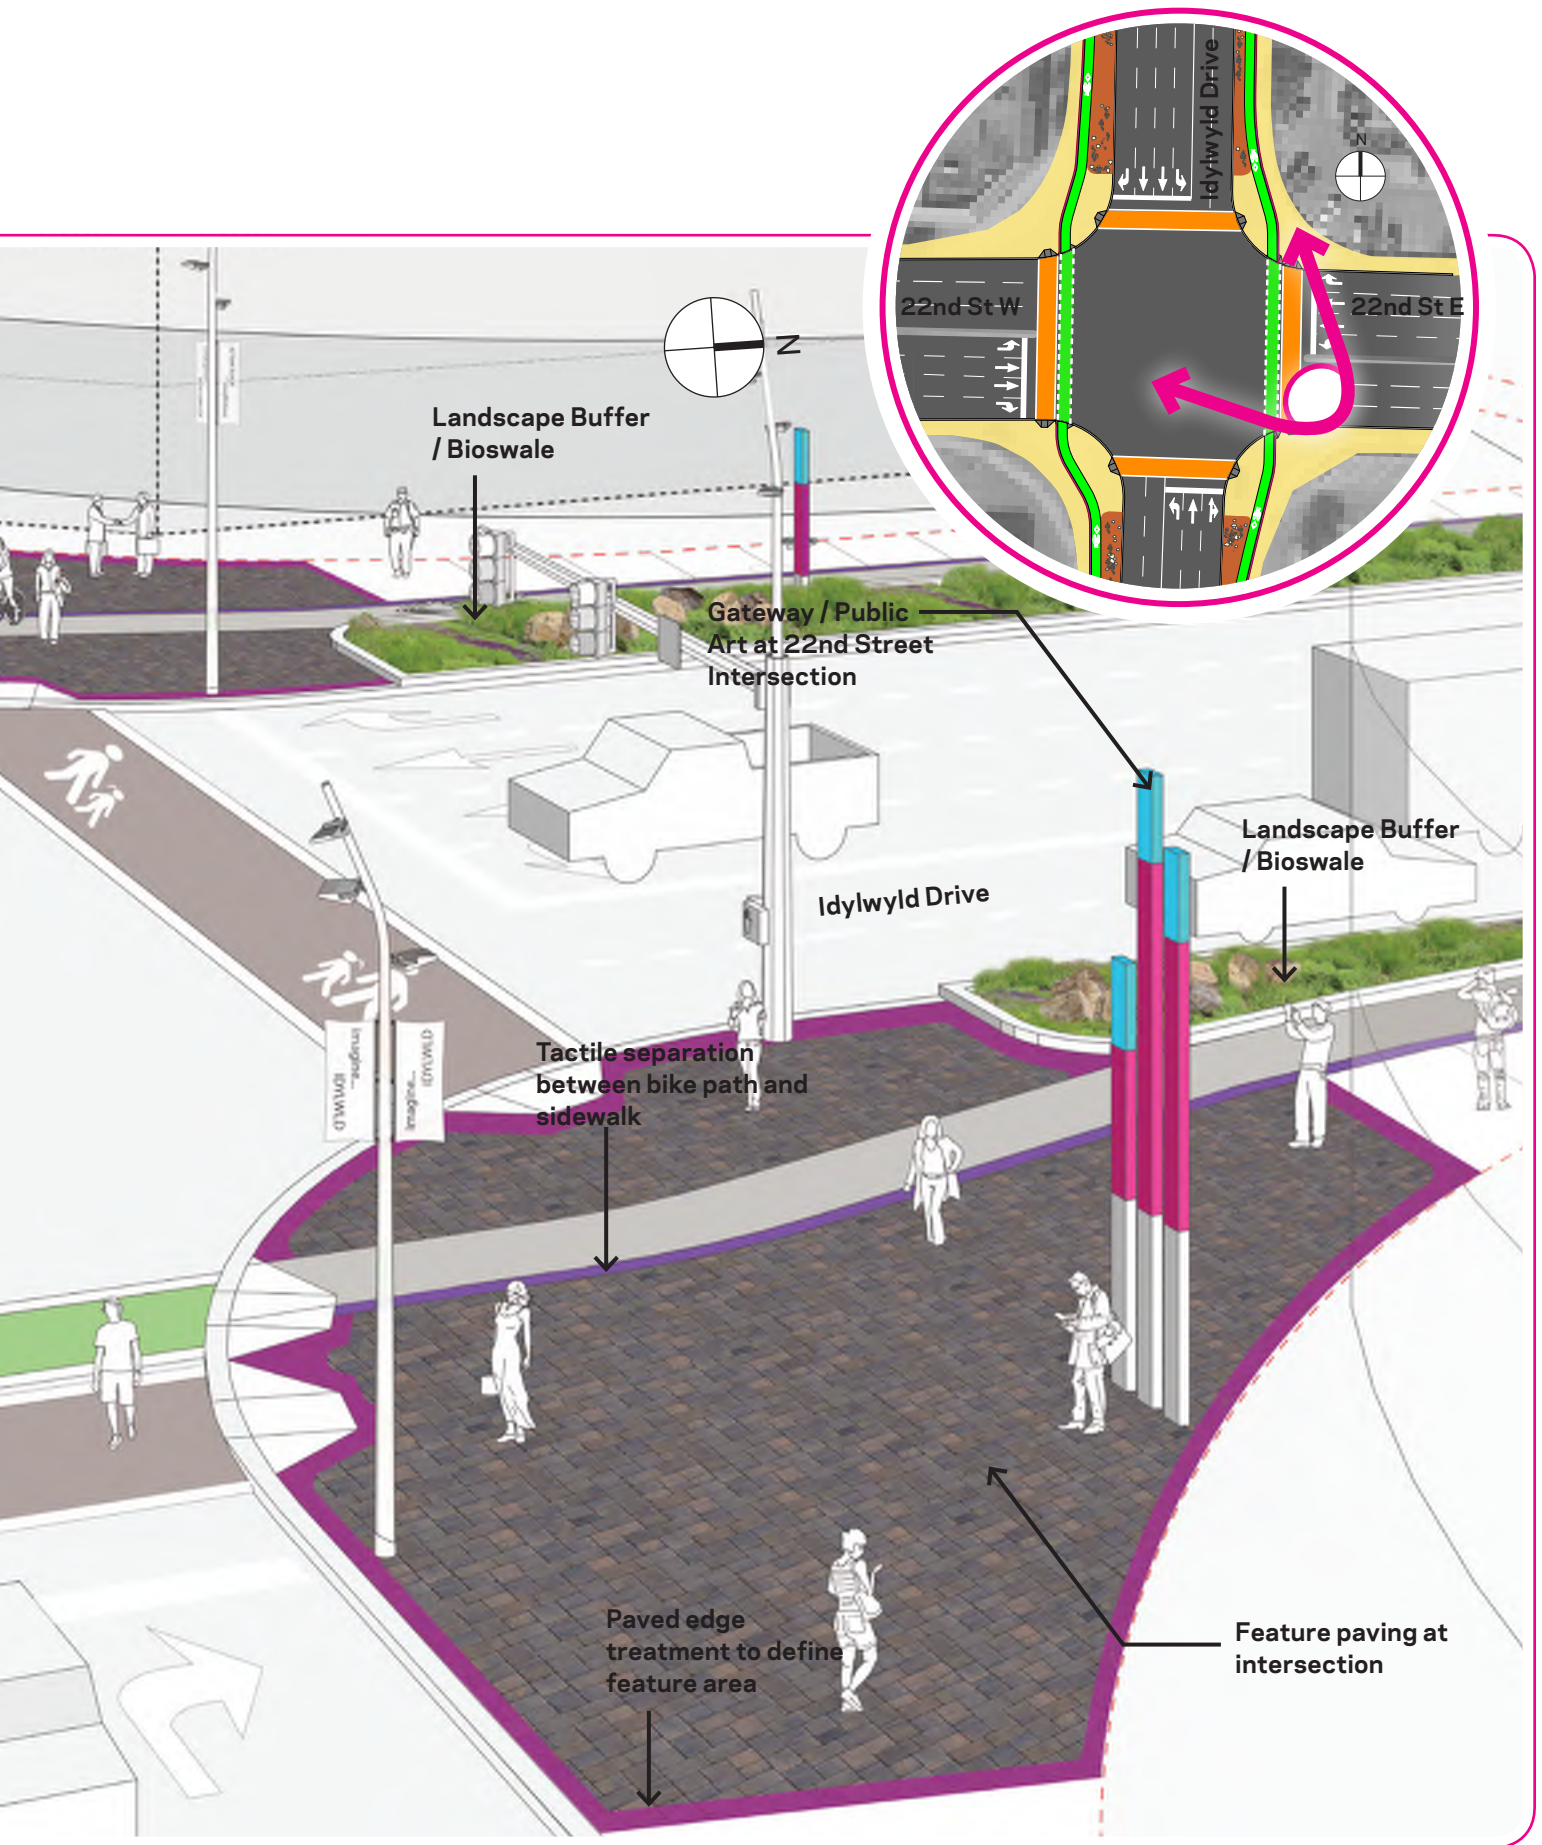 Idylwyld Drive
N
22nd St W
22nd St E
N
Landscape Buffer
/ Bioswale
Gateway / Public
Art at 22nd Street
Intersection
Landscape Buffer
/ Bioswale
Idylwyld Drive
Tactile separation
between bike path and
sidewalk
imagine...
IDYLWLD
Paved edge
treatment to define
feature area
Feature paving at
intersection